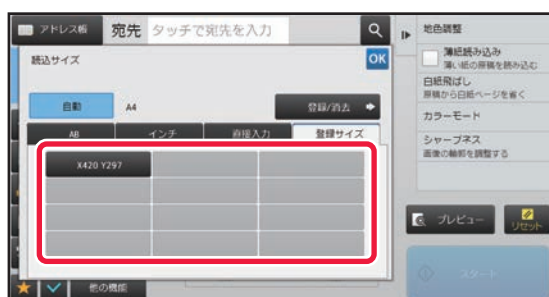 アドレス帳 宛先 タッチで宛先を入力
読込サイズ OK
自動 A4 登録/消去
AB インチ 直接入力 登録サイズ
X420 Y297
他の機能
地色調整
薄紙読み込み
薄い紙の原稿を読み込む
白紙飛ばし
原稿から白紙ページを省く
カラーモード
シャープネス
画像の輪郭を調整する
プレビュー リセット
スタート